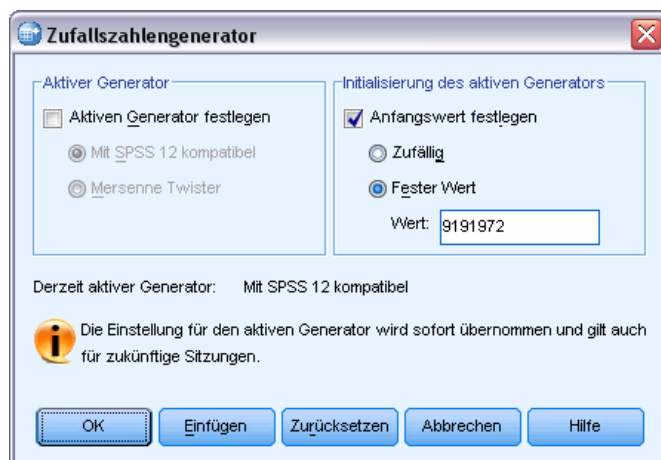 Zufallszahlengenerator
Aktiver Generator
Aktiven Generator festlegen
Mit SPSS 12 kompatibel
Mersenne Twister
Initialisierung des aktiven Generators
Anfangswert festlegen
Zufällig
Fester Wert
Wert: 9191972
Derzeit aktiver Generator: Mit SPSS 12 kompatibel
Die Einstellung für den aktiven Generator wird sofort übernommen und gilt auch
für zukünftige Sitzungen.
OK Einfügen Zurücksetzen Abbrechen Hilfe